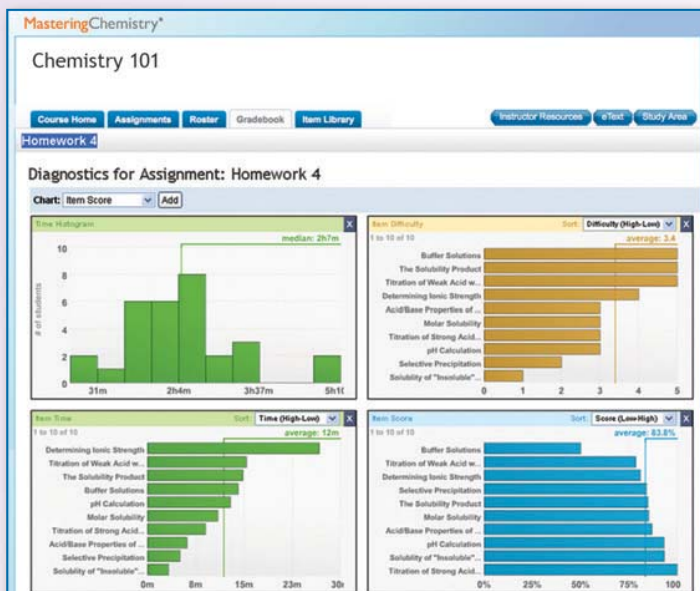 MasteringChemistry®
Chemistry 101
Course Home Assignments Roster Gradebook Item Library Instructor Resources eText Study Area
Homework 4
Diagnostics for Assignment: Homework 4
Chart: Item Score Add
Time Histogram X
median: 2h7m
# of students
10
8
6
4
2
0
31m 2h4m 3h37m 5h10
Item Difficulty Sort: Difficulty (High-Low) X
1 to 10 of 10 average: 3.4
Buffer Solutions
The Solubility Product
Titration of Weak Acid w...
Determining Ionic Strength
Acid/Base Properties of ...
Molar Solubility
Titration of Strong Acid...
pH Calculation
Selective Precipitation
Solublity of "Insoluble"...
0 1 2 3 4 5
Item Time Sort: Time (High-Low) X
1 to 10 of 10 average: 12m
Determining Ionic Strength
Titration of Weak Acid w...
The Solubility Product
Buffer Solutions
pH Calculation
Molar Solubility
Titration of Strong Acid...
Acid/Base Properties of ...
Selective Precipitation
Solublity of "Insoluble"...
0m 8m 15m 23m 30
Item Score Sort: Score (Low-High) X
1 to 10 of 10 average: 83.8%
Buffer Solutions
Titration of Weak Acid w...
Determining Ionic Strength
Selective Precipitation
The Solubility Product
Molar Solubility
Acid/Base Properties of ...
pH Calculation
Solublity of "Insoluble"...
Titration of Strong Acid...
0% 25% 50% 75% 100